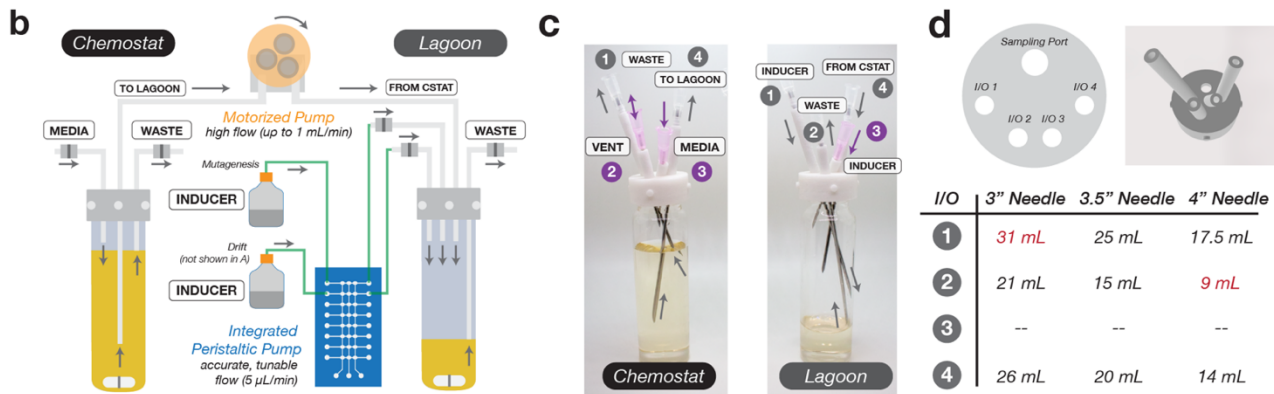 b
Chemostat
Lagoon
TO LAGOON
FROM CSTAT
Motorized Pump
high flow (up to 1 mL/min)
MEDIA
WASTE
WASTE
Mutagenesis
INDUCER
Drift
(not shown in A)
INDUCER
Integrated
Peristaltic Pump
accurate, tunable
flow (5 µL/min)
c
1
WASTE
4
TO LAGOON
VENT
2
MEDIA
3
Chemostat
INDUCER
1
FROM CSTAT
4
WASTE
2
3
INDUCER
Lagoon
d
Sampling Port
I/O 1
I/O 4
I/O 2
I/O 3
I/O 3" Needle 3.5" Needle 4" Needle
1 31 mL 25 mL 17.5 mL
2 21 mL 15 mL 9 mL
3 -- -- --
4 26 mL 20 mL 14 mL